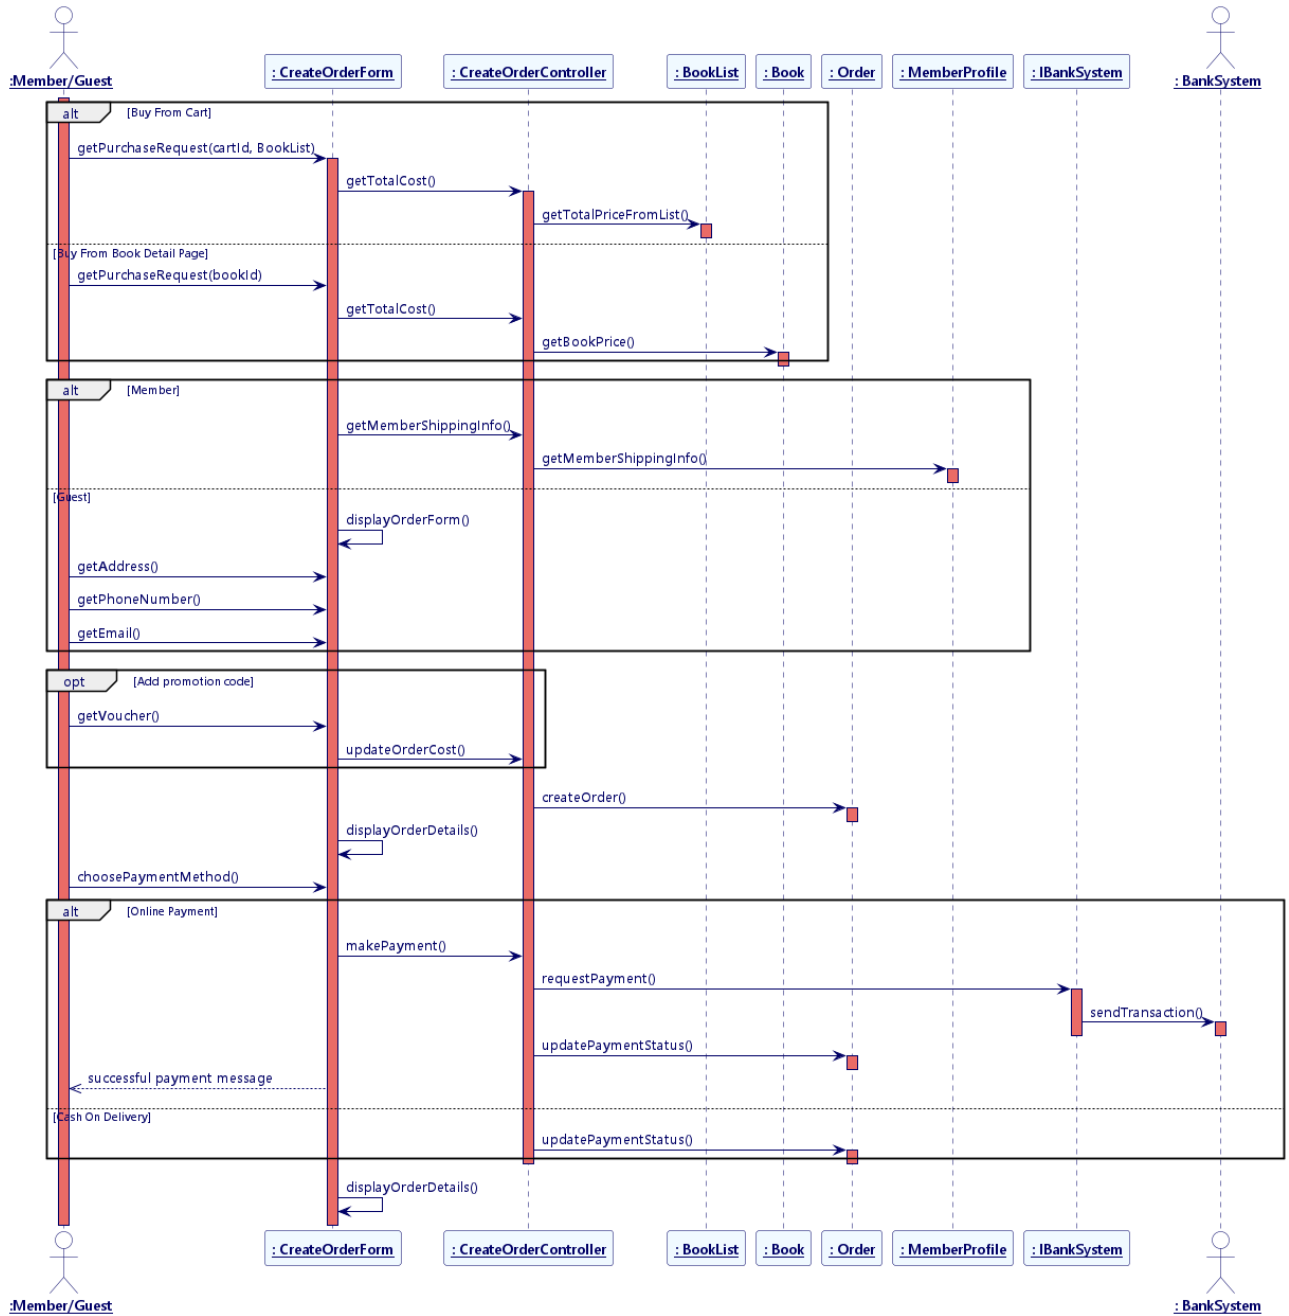 :Member/Guest
: CreateOrderForm
: CreateOrderController
: BookList
: Book
: Order
: MemberProfile
: IBankSystem
: BankSystem
alt [Buy From Cart]
getPurchaseRequest(cartId, BookList)
getTotalCost()
getTotalPriceFromList()
[Buy From Book Detail Page]
getPurchaseRequest(bookId)
getTotalCost()
getBookPrice()
alt [Member]
getMemberShippingInfo()
getMemberShippingInfo()
[Guest]
displayOrderForm()
getAddress()
getPhoneNumber()
getEmail()
opt [Add promotion code]
getVoucher()
updateOrderCost()
createOrder()
displayOrderDetails()
choosePaymentMethod()
alt [Online Payment]
makePayment()
requestPayment()
sendTransaction()
updatePaymentStatus()
successful payment message
[Cash On Delivery]
updatePaymentStatus()
displayOrderDetails()
:Member/Guest
: CreateOrderForm
: CreateOrderController
: BookList
: Book
: Order
: MemberProfile
: IBankSystem
: BankSystem